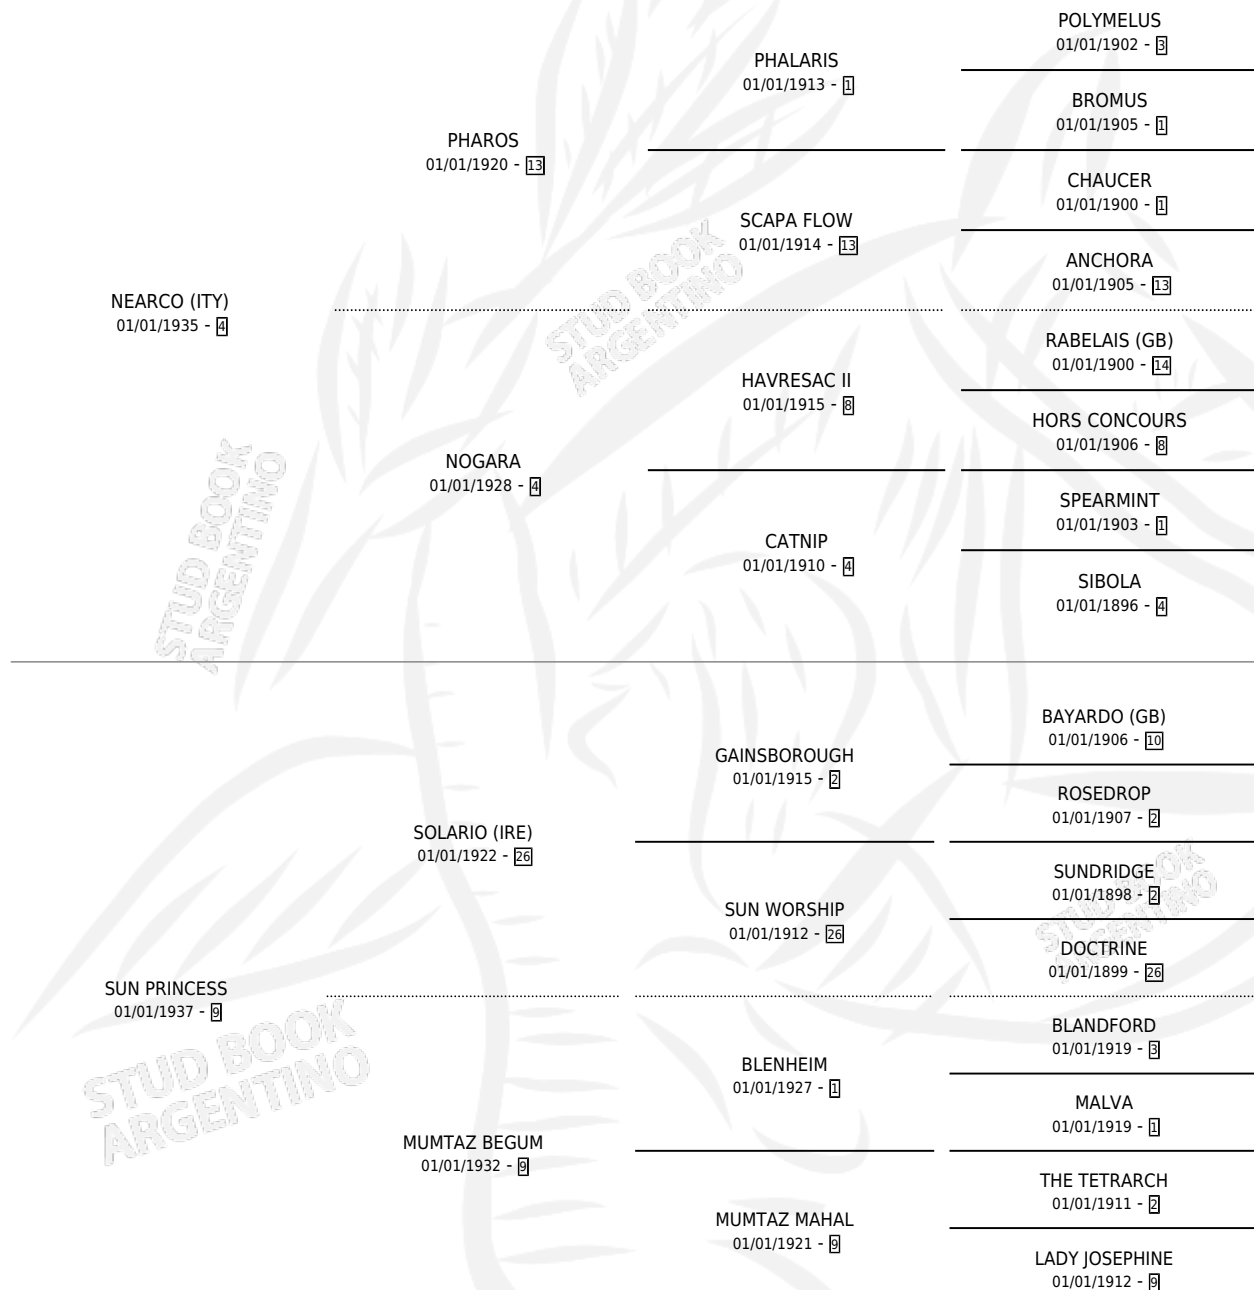 POLYMELUS
01/01/1902 - 3
PHALARIS
01/01/1913 - 1
BROMUS
01/01/1905 - 1
PHAROS
01/01/1920 - 13
CHAUCER
01/01/1900 - 1
SCAPA FLOW
01/01/1914 - 13
ANCHORA
01/01/1905 - 13
NEARCO (ITY)
01/01/1935 - 4
STUD BOOK
ARGENTINO
RABELAIS (GB)
01/01/1900 - 14
HAVRESAC II
01/01/1915 - 8
HORS CONCOURS
01/01/1906 - 8
NOGARA
01/01/1928 - 4
SPEARMINT
01/01/1903 - 1
CATNIP
01/01/1910 - 4
SIBOLA
01/01/1896 - 4
STUD BOOK
ARGENTINO
BAYARDO (GB)
01/01/1906 - 10
GAINSBOROUGH
01/01/1915 - 2
ROSEDROP
01/01/1907 - 2
SOLARIO (IRE)
01/01/1922 - 26
SUNDRIDGE
01/01/1898 - 2
SUN WORSHIP
01/01/1912 - 26
STUD BOOK
ARGENTINO
DOCTRINE
01/01/1899 - 26
SUN PRINCESS
01/01/1937 - 9
BLANDFORD
01/01/1919 - 3
BLENHEIM
01/01/1927 - 1
STUD BOOK
ARGENTINO
MALVA
01/01/1919 - 1
MUMTAZ BEGUM
01/01/1932 - 9
THE TETRARCH
01/01/1911 - 2
MUMTAZ MAHAL
01/01/1921 - 9
LADY JOSEPHINE
01/01/1912 - 9